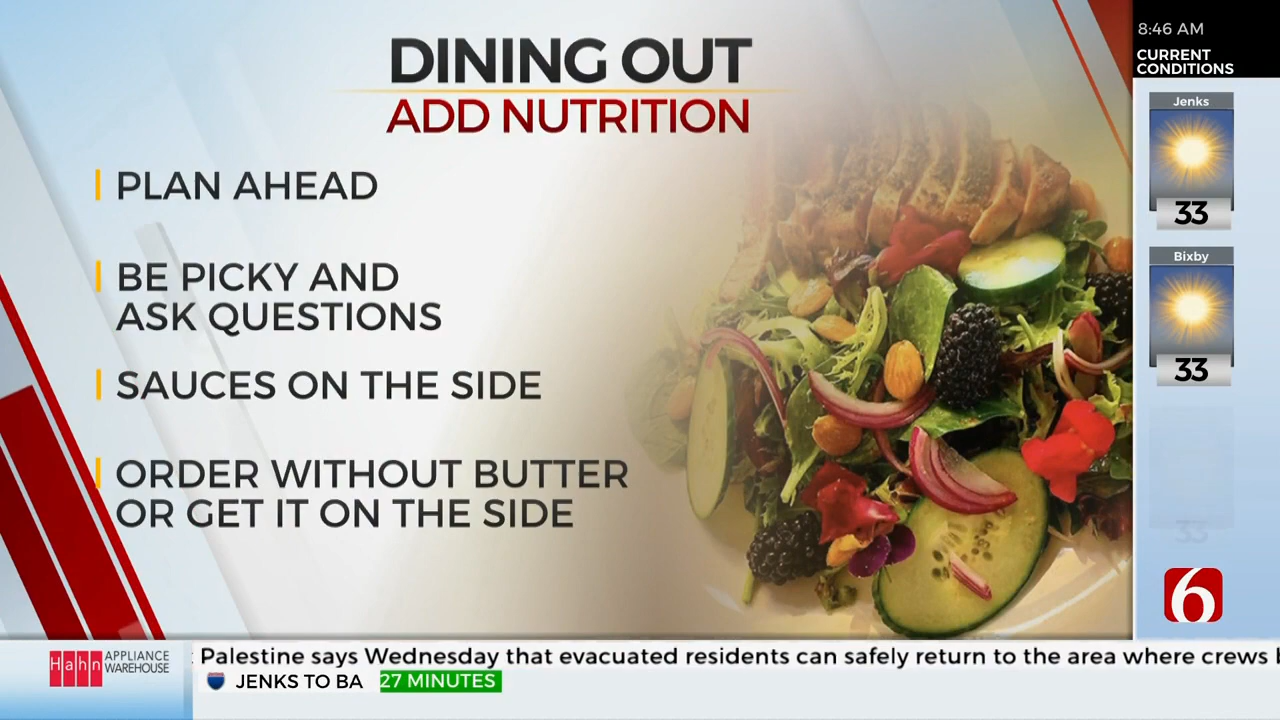 DINING OUT
ADD NUTRITION
PLAN AHEAD
BE PICKY AND
ASK QUESTIONS
SAUCES ON THE SIDE
ORDER WITHOUT BUTTER
OR GET IT ON THE SIDE
8:46 AM
CURRENT
CONDITIONS
Jenks
33
Bixby
33
33
6
Hahn APPLIANCE
WAREHOUSE
Palestine says Wednesday that evacuated residents can safely return to the area where crews
JENKS TO BA 27 MINUTES